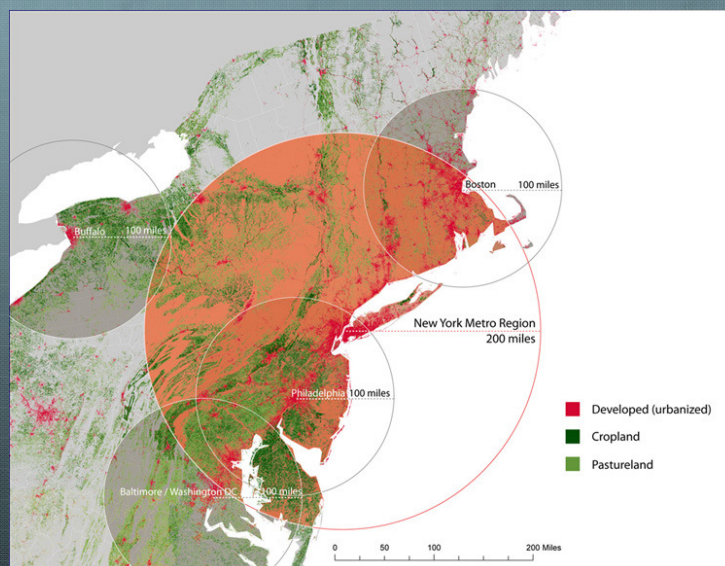 Boston
100 miles
Buffalo
100 miles
New York Metro Region
200 miles
Philadelphia
100 miles
Developed (urbanized)
Cropland
Pastureland
Baltimore / Washington DC
100 miles
0
50
100
200 Miles